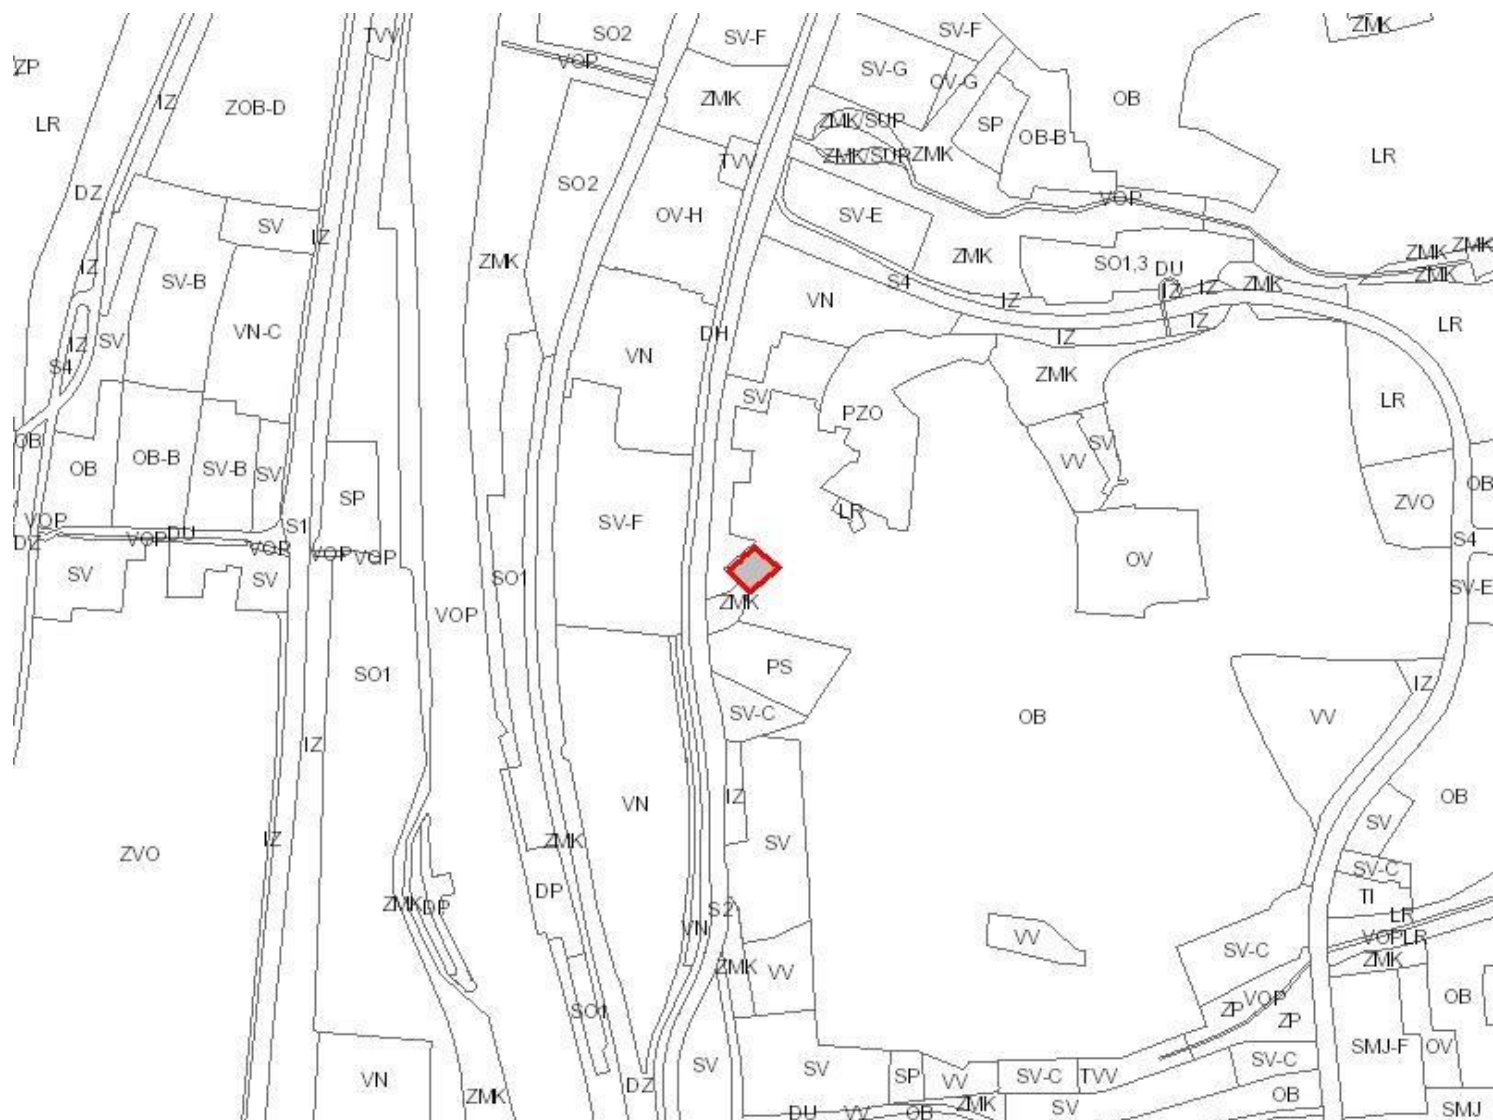 ZMK
SO2
TVV
SV-F
SV-F
VOP
ZP
SV-G
OV-G
IZ
ZOB-D
ZMK
OB
LR
ZMK/SUP
SP
OB-B
ZMK/SUP
ZMK
LR
TVV
SO2
DZ
VOP
OV-H
SV-E
SV
IZ
ZMK
ZMK
ZMK
ZMK
SO1,3
DU
ZMK
IZ
SV-B
S4
ZMK
IZ
IZ
VN
IZ
IZ
LR
VN-C
DH
IZ
SV
IZ
VN
S4
ZMK
SV
LR
PZO
OB
SV
VV
OB-B
OB
SV-B
SV
OB
SP
ZVO
LR
VOP
SV-F
S1
DU
VOP
S4
DZ
VOP
VOP
VOP
OV
SV
SV
SO1
SV-E
ZMK
VOP
PS
SO1
IZ
SV-C
OB
VV
IZ
IZ
VN
OB
SV
IZ
ZMK
SV
ZVO
SV-C
DP
TI
ZMK
DP
S2
LR
VN
VV
VOP
LR
SV-C
ZMK
ZMK
VV
VOP
OB
SO1
ZP
ZP
SMJ-F
OV
SV
SV
SV-C
VN
SP
VV
SV-C
TVV
DZ
ZMK
OB
ZMK
SV
SMJ
DU
VV
OB